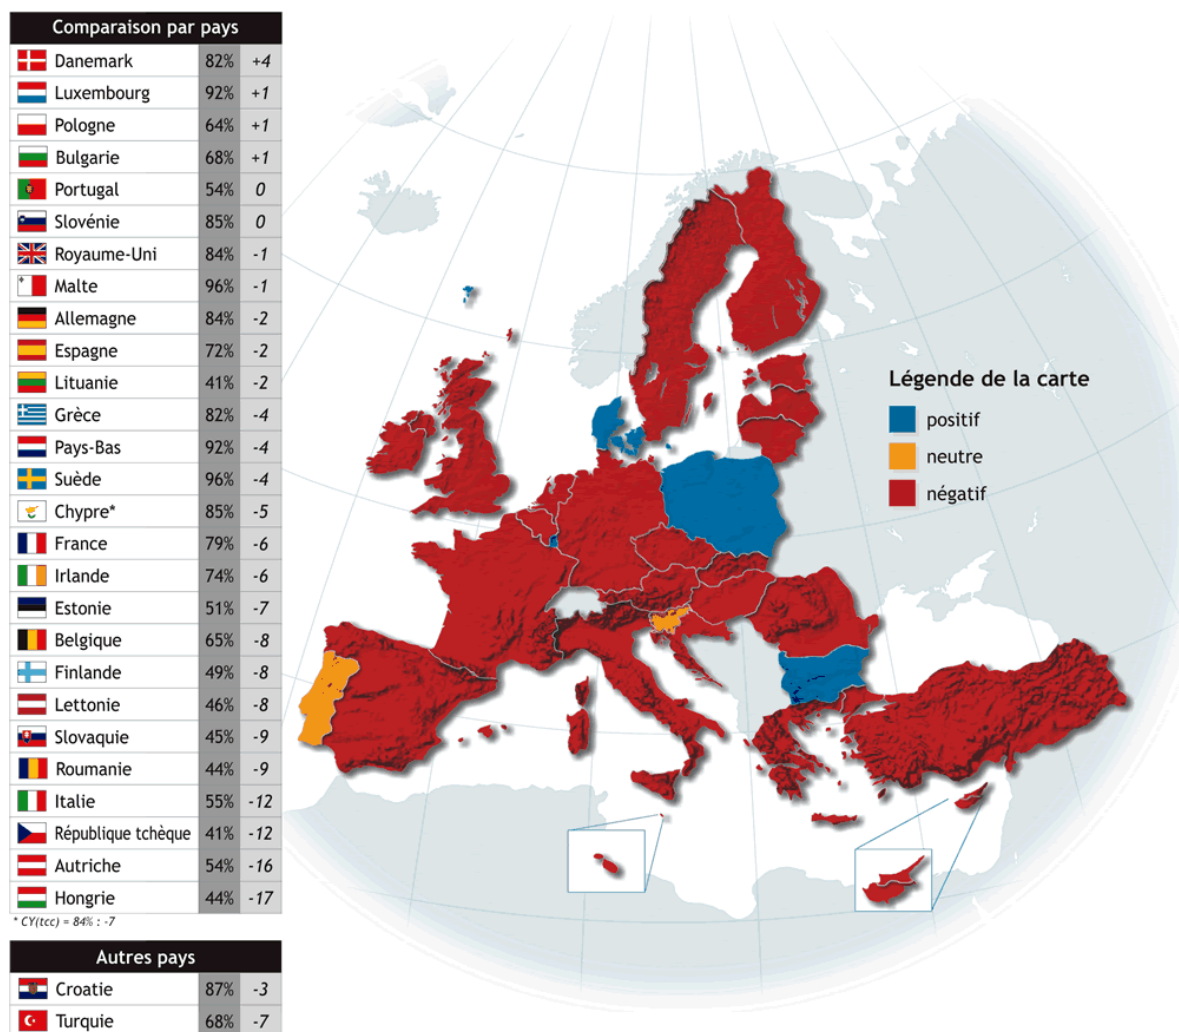 Comparaison par pays
Danemark 82% +4
Luxembourg 92% +1
Pologne 64% +1
Bulgarie 68% +1
Portugal 54% 0
Slovénie 85% 0
Royaume-Uni 84% -1
Malte 96% -1
Allemagne 84% -2
Espagne 72% -2
Lituanie 41% -2
Grèce 82% -4
Pays-Bas 92% -4
Suède 96% -4
Chypre* 85% -5
France 79% -6
Irlande 74% -6
Estonie 51% -7
Belgique 65% -8
Finlande 49% -8
Lettonie 46% -8
Slovaquie 45% -9
Roumanie 44% -9
Italie 55% -12
République tchèque 41% -12
Autriche 54% -16
Hongrie 44% -17
* CY(tcc) = 84% : -7
Autres pays
Croatie 87% -3
Turquie 68% -7
Légende de la carte
positif
neutre
négatif